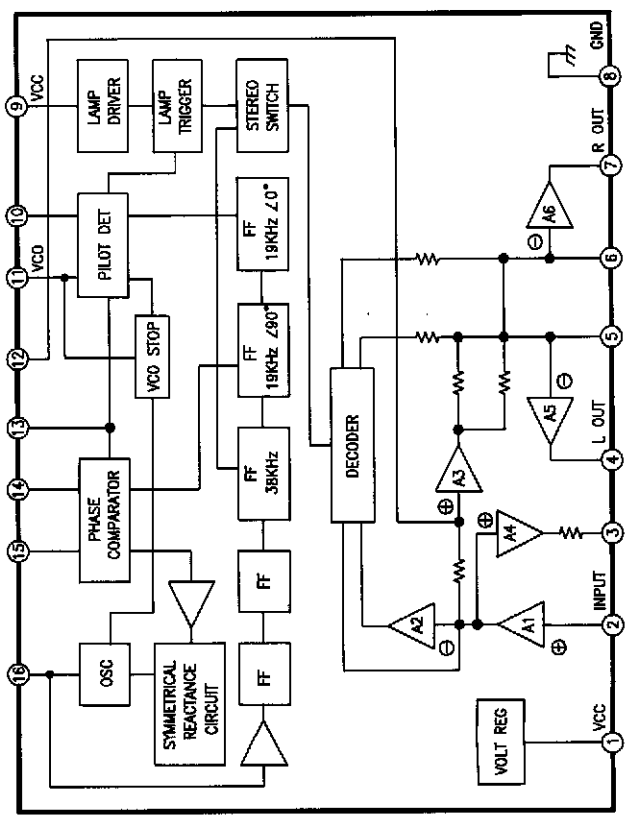 16 15 14 13 12 11 10 9
VCO VCC
OSC
PHASE
COMPARATOR
PILOT DET
LAMP
DRIVER
VCO STOP
SYMMETRICAL
REACTANCE
CIRCUIT
LAMP
TRIGGER
FF
FF
FF
38KHz
FF
19KHz ∠90°
FF
19KHz ∠0°
STEREO
SWITCH
DECODER
A2
⊖
⊕
A3
VOLT REG
A1
⊕
⊕
A4
A5
⊖
⊖
A6
VCC INPUT L OUT R OUT GND
1 2 3 4 5 6 7 8